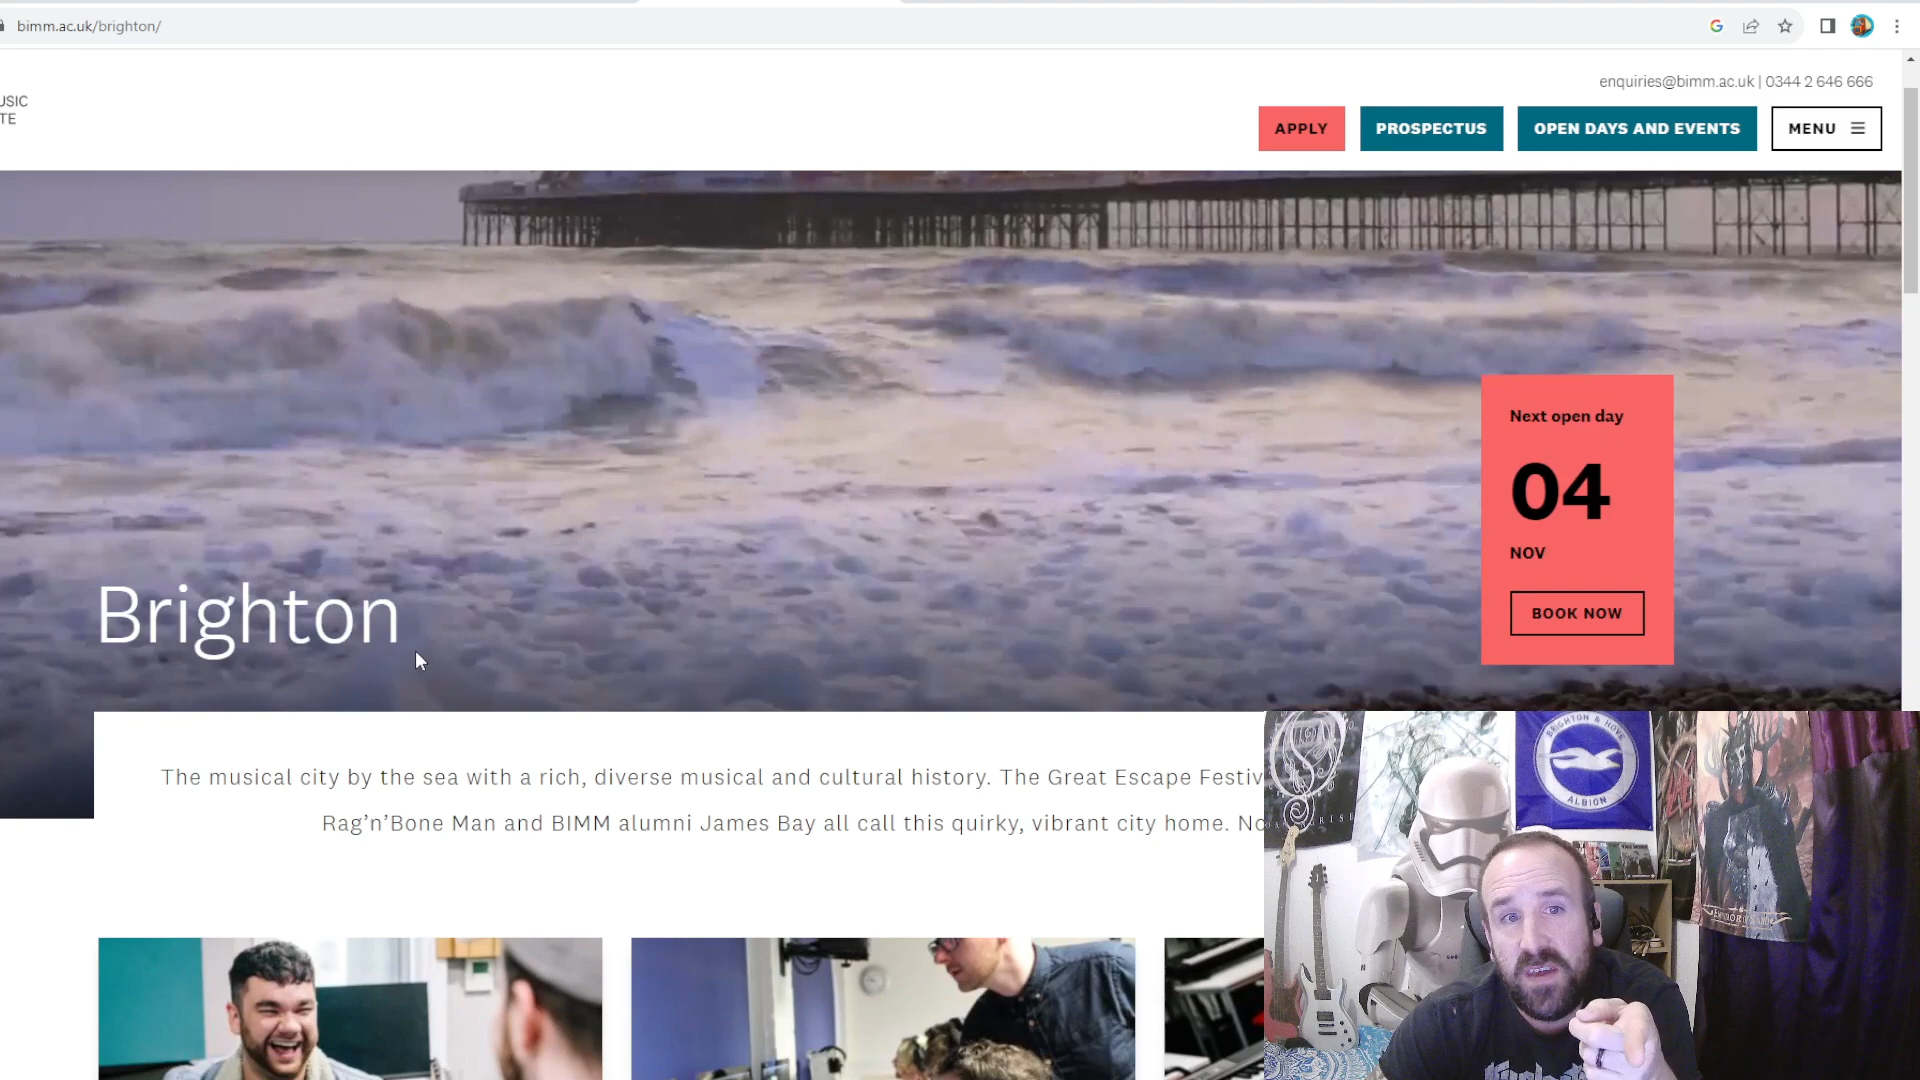 bimm.ac.uk/brighton/
enquiries@bimm.ac.uk | 0344 2 646 666
USIC
TE
APPLY
PROSPECTUS
OPEN DAYS AND EVENTS
MENU
Next open day
04
NOV
BOOK NOW
Brighton
The musical city by the sea with a rich, diverse musical and cultural history. The Great Escape Festiv
Rag’n’Bone Man and BIMM alumni James Bay all call this quirky, vibrant city home. No
BRIGHTON & HOVE
ALBION